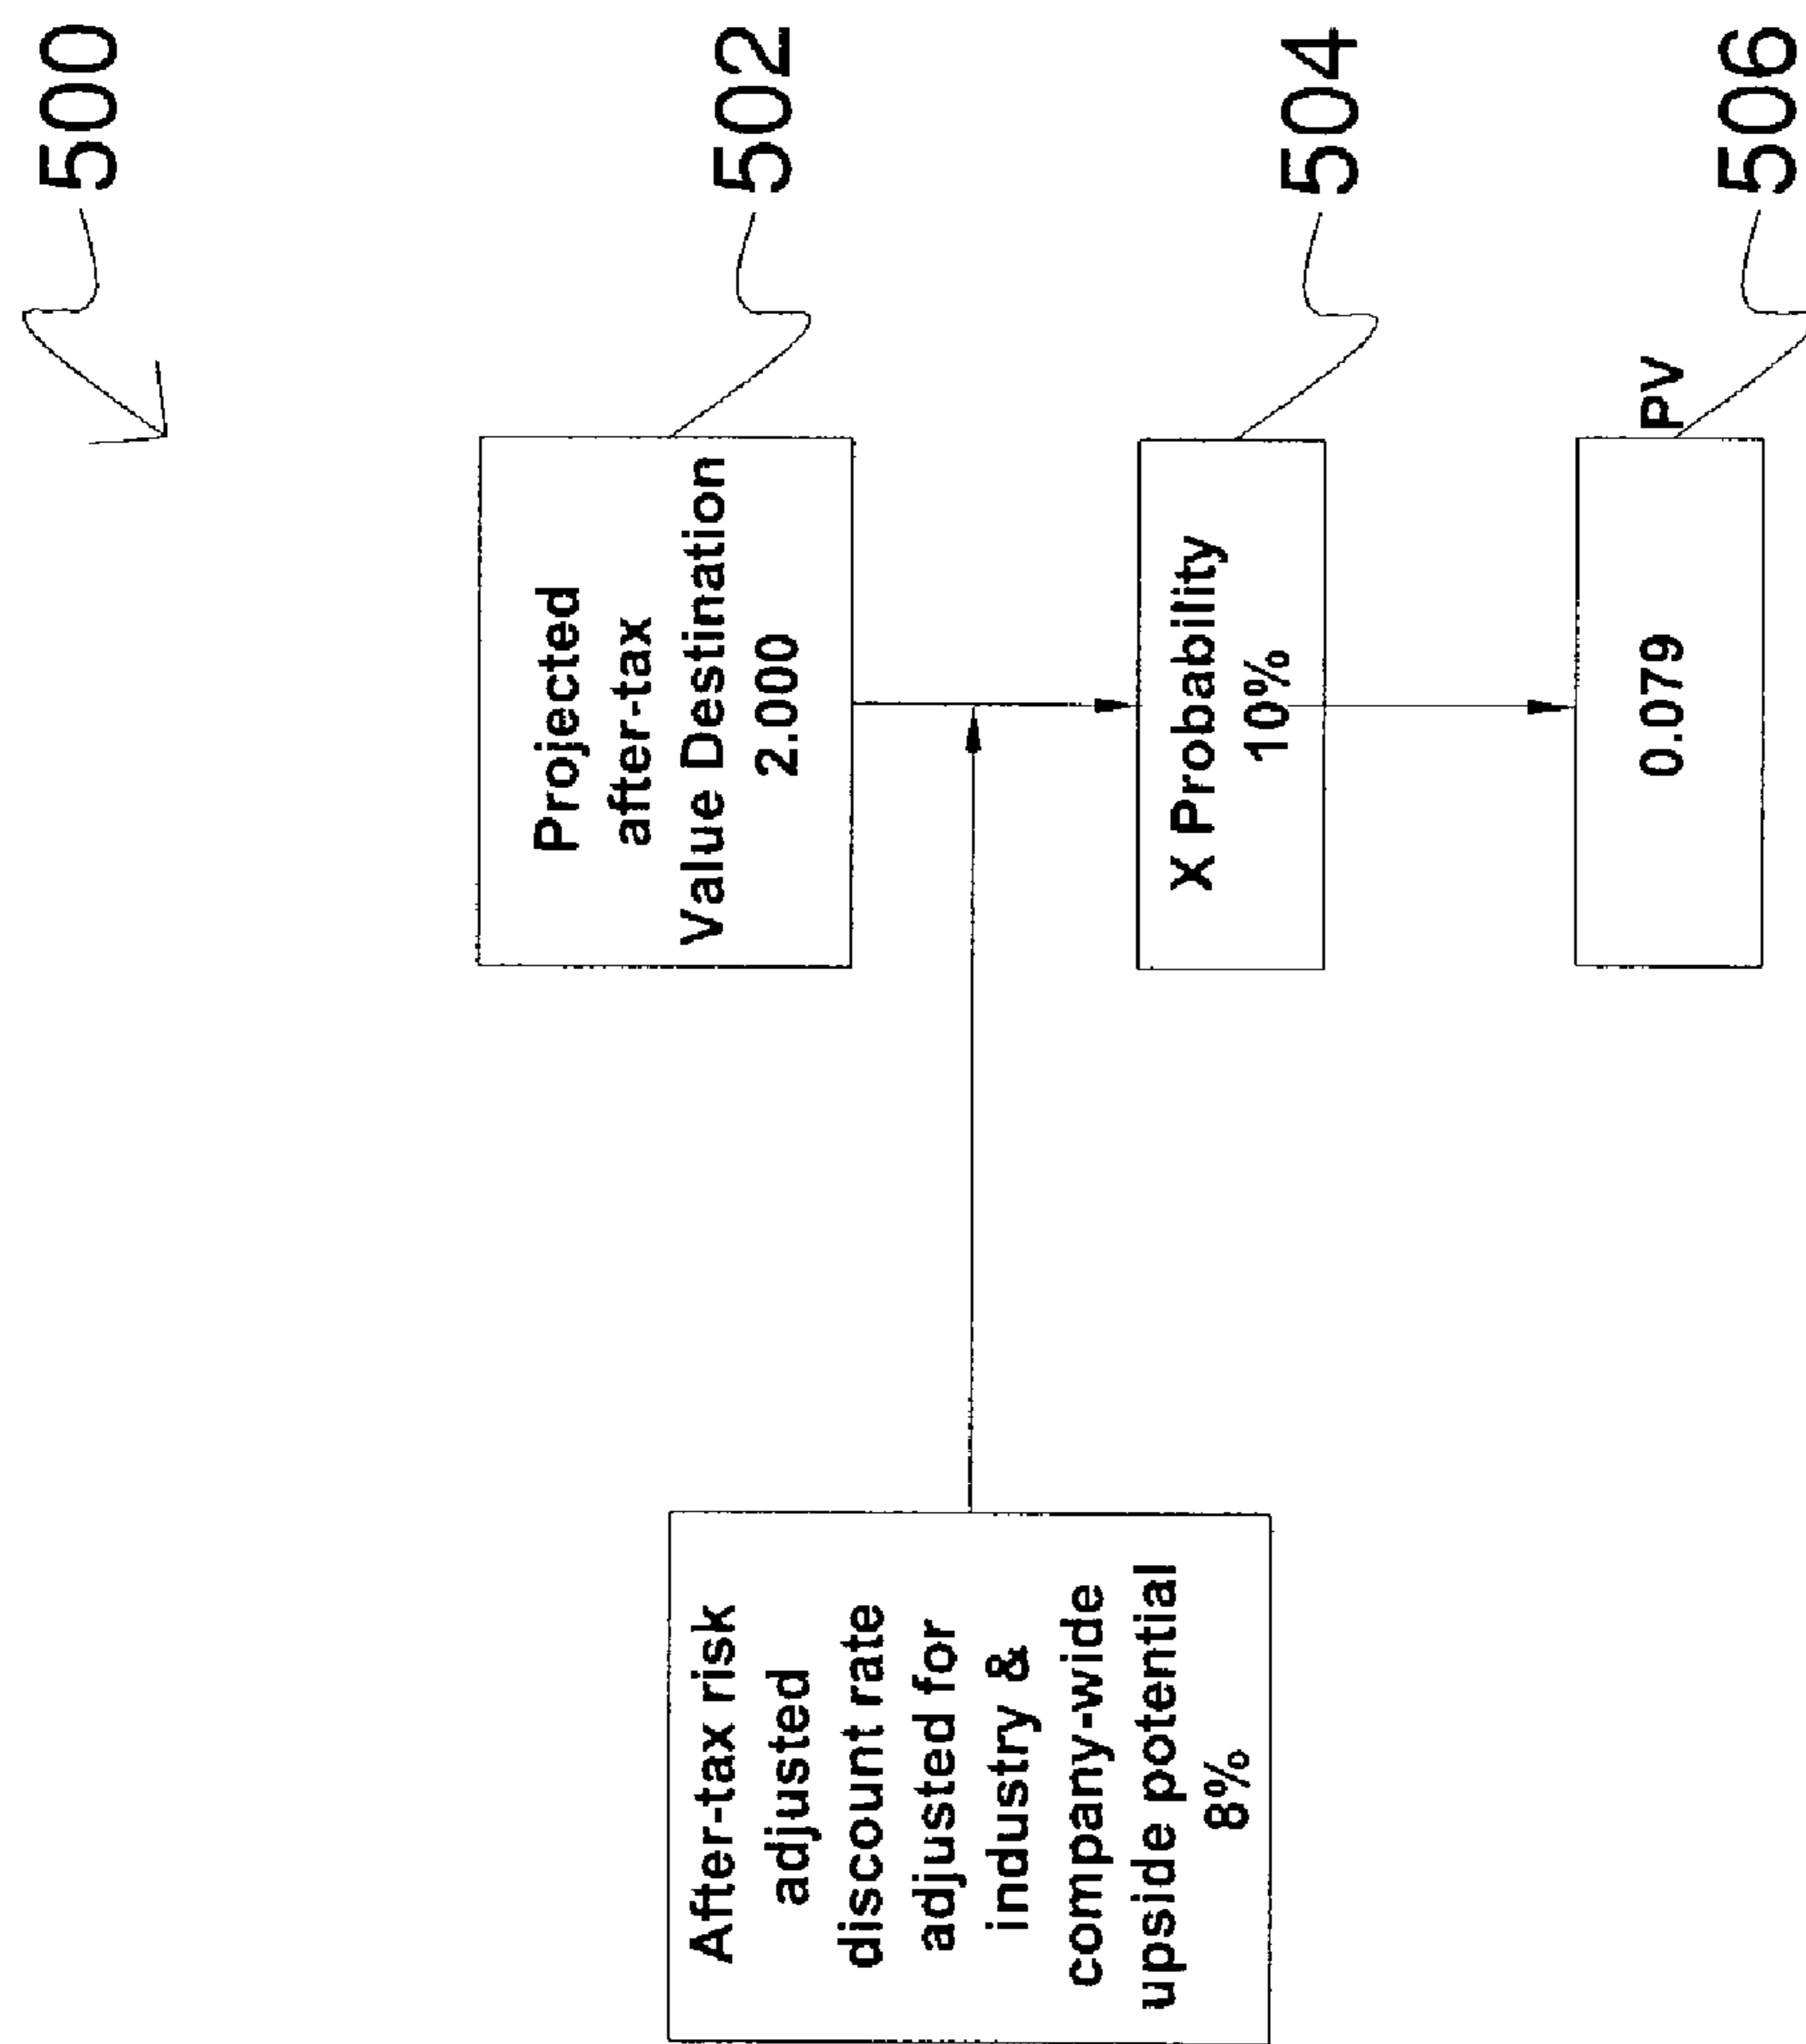 500
Projected
after-tax
Value Destination
2.000
502
After-tax risk
adjusted
discount rate
adjusted for
industry &
company-wide
upside potential
8%
X Probability
10%
504
PV
0.079
506